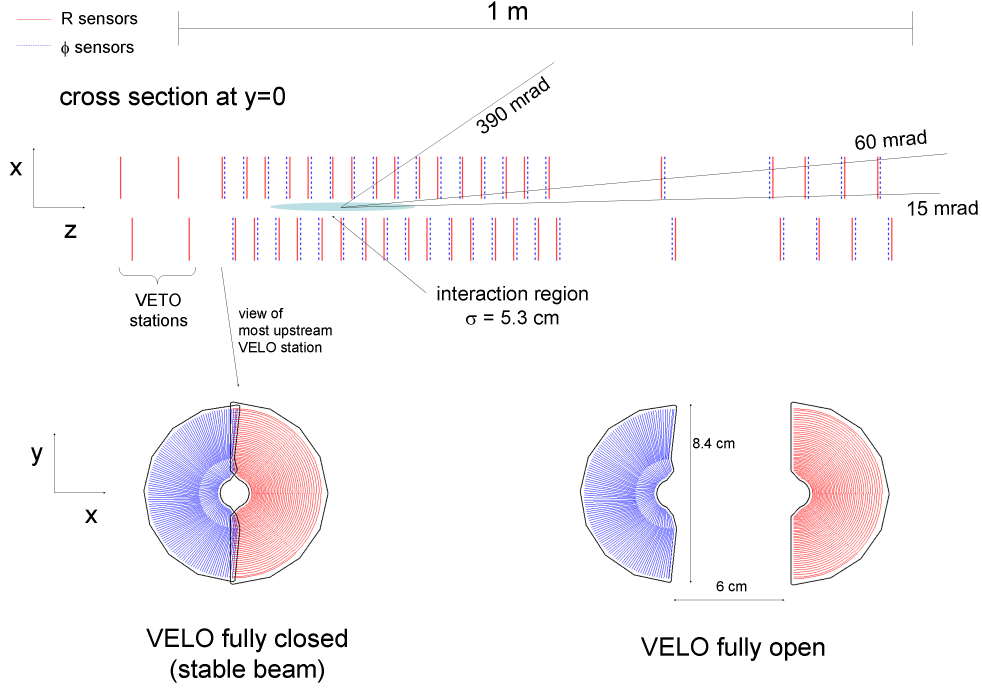 R sensors
ϕ sensors
1 m
cross section at y=0
390 mrad
60 mrad
15 mrad
x
z
VETO
stations
view of
most upstream
VELO station
interaction region
σ = 5.3 cm
y
x
8.4 cm
6 cm
VELO fully closed
(stable beam)
VELO fully open